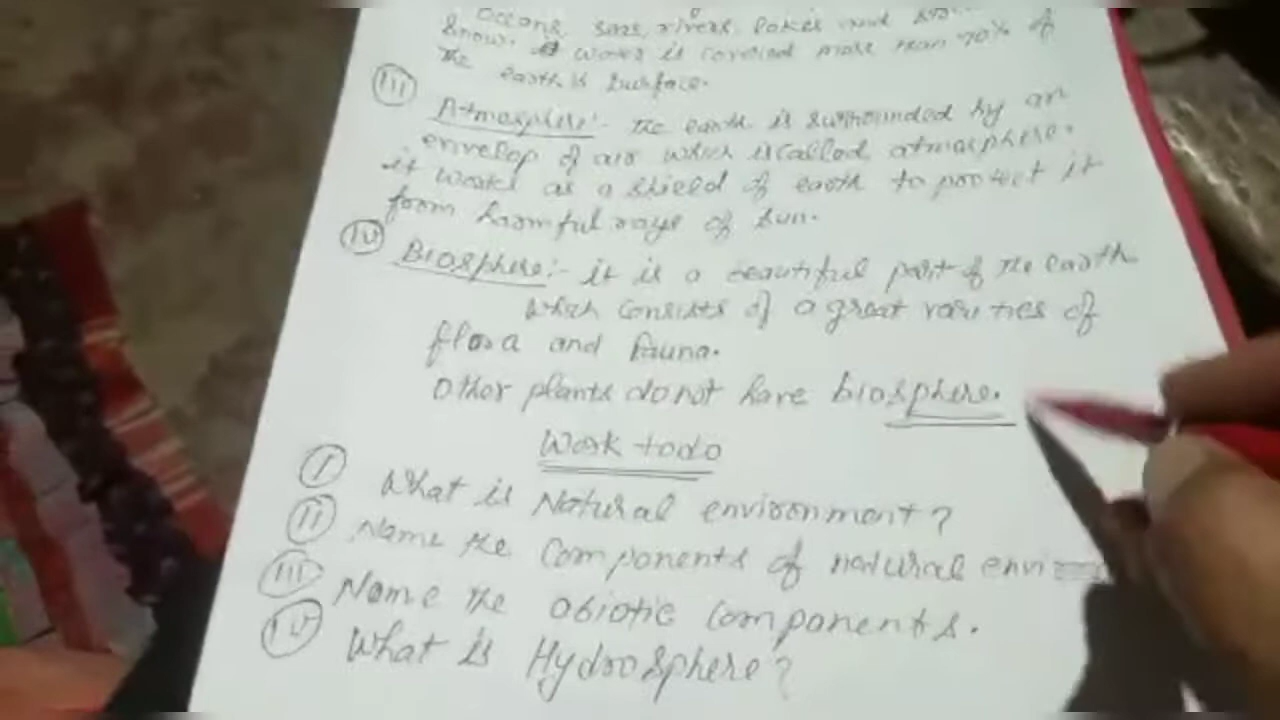 Oceans, seas, rivers, lakes and
snow. water is covered more than 70% of
the earth is surface.
(III) Atmosphere:- the earth is surrounded by an
envelop of air which is called atmosphere.
it works as a shield of earth to protect it
form harmful rays of sun.
(IV) Biosphere:- it is a beautiful part of the earth
which consists of a great varities of
flora and fauna.
Other plants do not have biosphere.
Work to do
(I) What is Natural environment?
(II) Name the Components of natural
(III) Name the abiotic Components.
(IV) What is Hydrosphere?